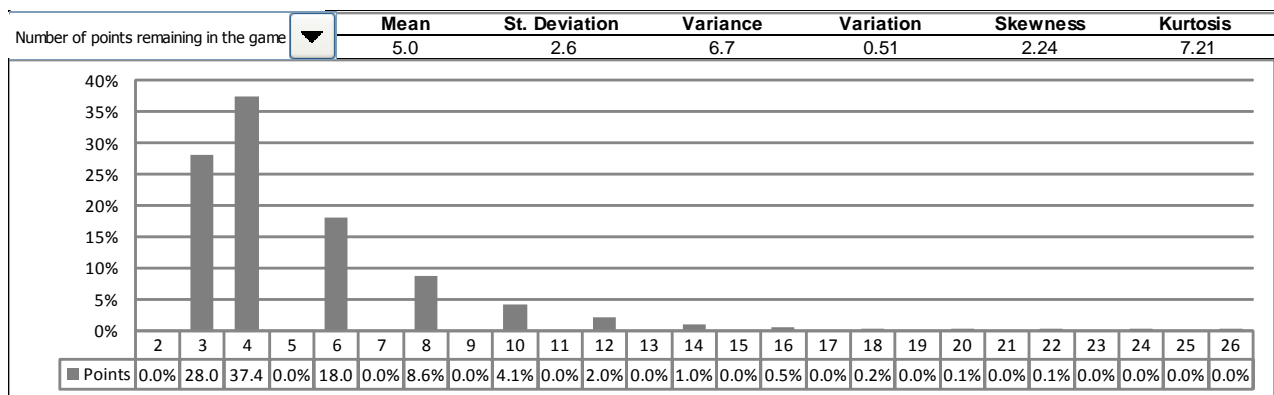 Number of points remaining in the game Mean St. Deviation Variance Variation Skewness Kurtosis
5.0 2.6 6.7 0.51 2.24 7.21
40%
35%
30%
25%
20%
15%
10%
5%
0%
2 3 4 5 6 7 8 9 10 11 12 13 14 15 16 17 18 19 20 21 22 23 24 25 26
Points 0.0% 28.0 37.4 0.0% 18.0 0.0% 8.6% 0.0% 4.1% 0.0% 2.0% 0.0% 1.0% 0.0% 0.5% 0.0% 0.2% 0.0% 0.1% 0.0% 0.1% 0.0% 0.0% 0.0% 0.0%